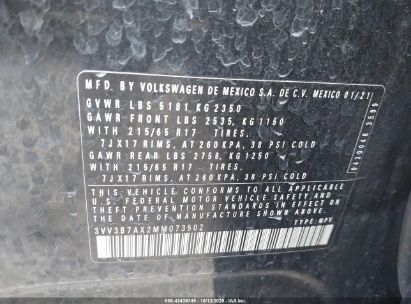 MFD. BY VOLKSWAGEN DE MEXICO S.A. DE C.V. MEXICO 01/21
GVWR LBS 5181 KG 2350
GAWR-FRONT LBS 2535, KG 1150
WITH 215/65 R17 TIRES.
7JX17 RIMS, AT 260 KPA, 38 PSI COLD
GAWR REAR LBS 2756, KG 1250
WITH 215/65 R17 TIRES.
7JX17 RIMS, AT 260 KPA, 38 PSI COLD
THIS VEHICLE CONFORMS TO ALL APPLICABLE
FEDERAL MOTOR VEHICLE SAFETY STANDARDS
IN EFFECT ON THE DATE OF MANUFACTURE
SHOWN ABOVE.
3VV3B7AX2MM073502
TYPE: MPV